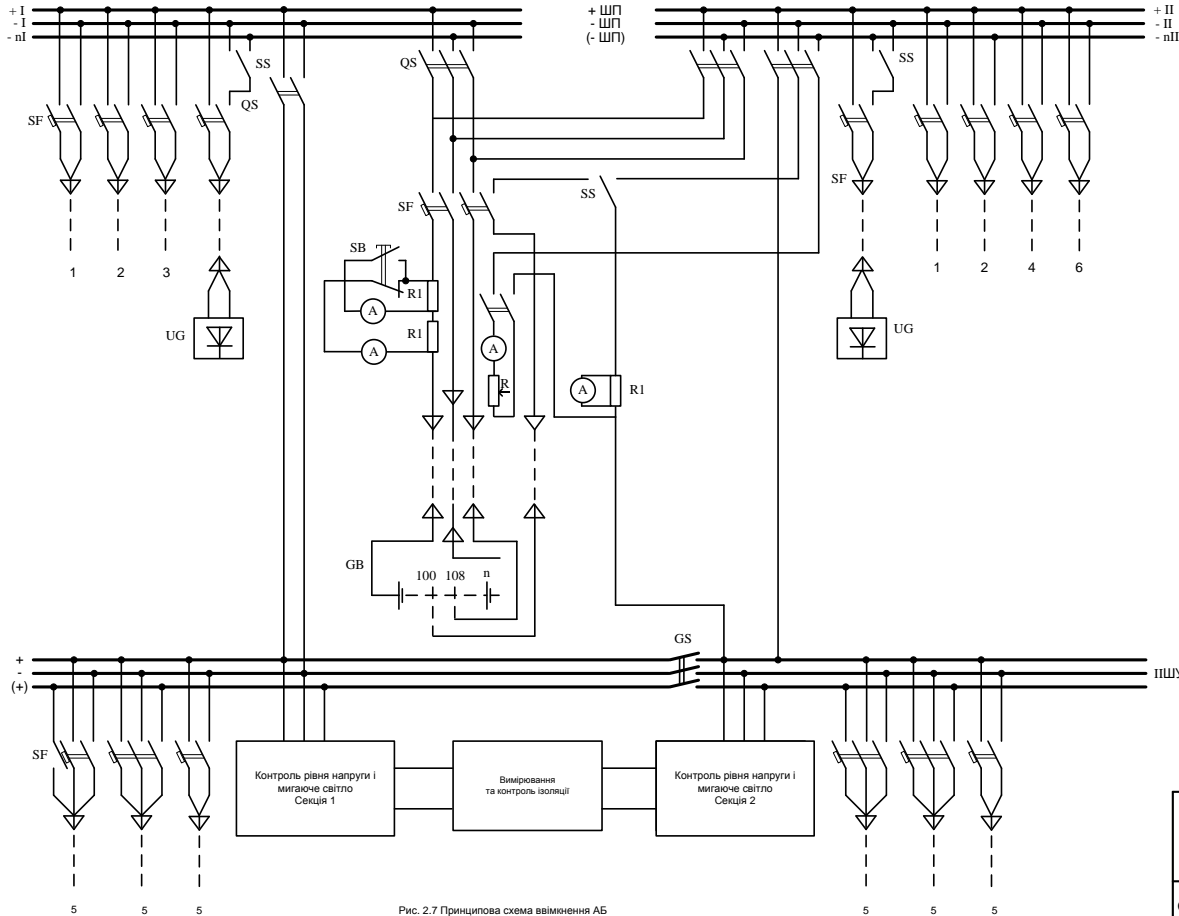 + I
- I
- nI
+ ШП
- ШП
(- ШП)
+ II
- II
- nII
SS
QS
QS
SS
SF
SF
SS
SF
SB
R1
A
R1
A
A
R
A
R1
1
2
3
1
2
4
6
UG
UG
GB
100
108
n
GS
+
-
(+)
IIШУ
SF
Контроль рівня напруги і
мигаюче світло
Секція 1
Вимірювання
та контроль ізоляції
Контроль рівня напруги і
мигаюче світло
Секція 2
5
5
5
5
5
5
Рис. 2.7 Принципова схема ввімкнення АБ